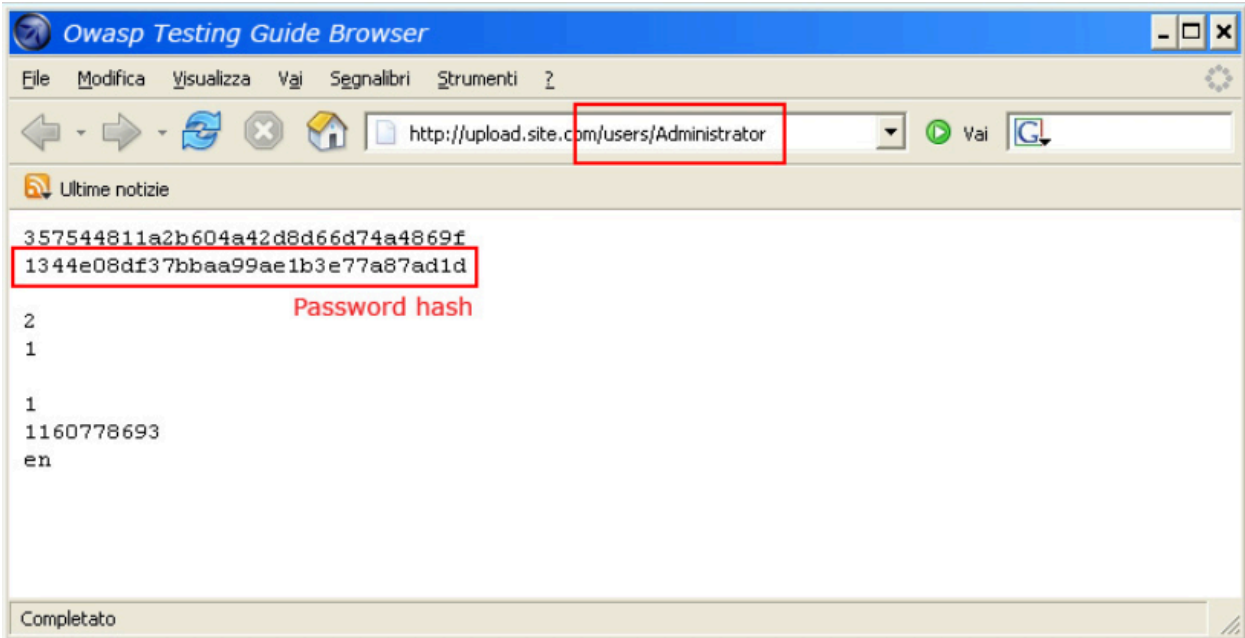 Owasp Testing Guide Browser
File Modifica Visualizza Vai Segnalibri Strumenti ?
http://upload.site.com/users/Administrator Vai G
Ultime notizie
357544811a2b604a42d8d66d74a4869f
1344e08df37bbaa99ae1b3e77a87ad1d
Password hash
2
1
1
1160778693
en
Completato